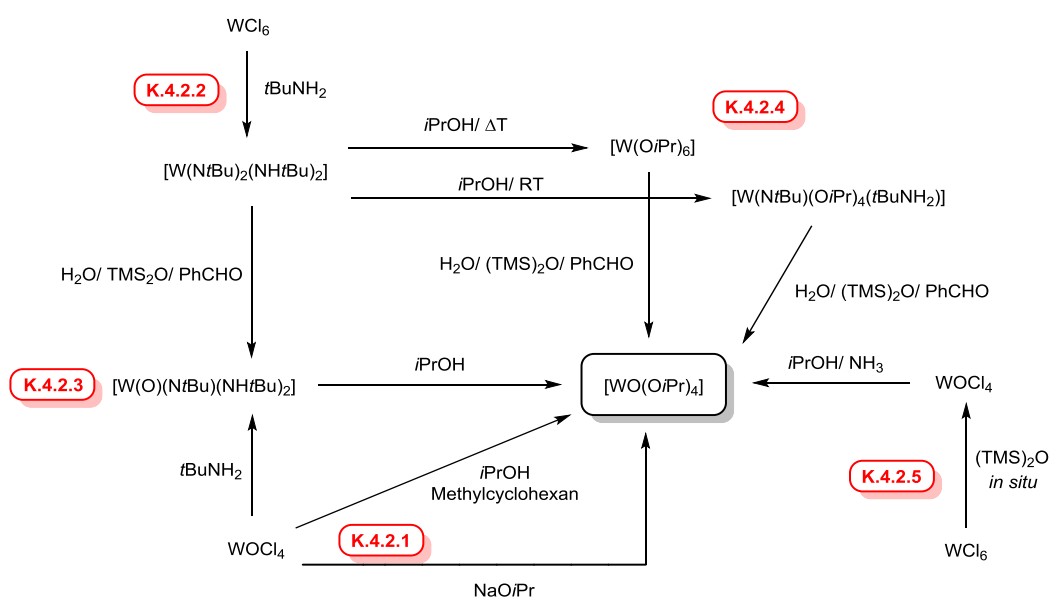 WCl6
K.4.2.2
tBuNH2
K.4.2.4
iPrOH/ ΔT
[W(OiPr)6]
[W(NtBu)2(NHtBu)2]
iPrOH/ RT
[W(NtBu)(OiPr)4(tBuNH2)]
H2O/ TMS2O/ PhCHO
H2O/ (TMS)2O/ PhCHO
H2O/ (TMS)2O/ PhCHO
K.4.2.3
[W(O)(NtBu)(NHtBu)2]
iPrOH
[WO(OiPr)4]
iPrOH/ NH3
WOCl4
tBuNH2
iPrOH
Methylcyclohexan
K.4.2.5
(TMS)2O
in situ
WOCl4
K.4.2.1
WCl6
NaOiPr